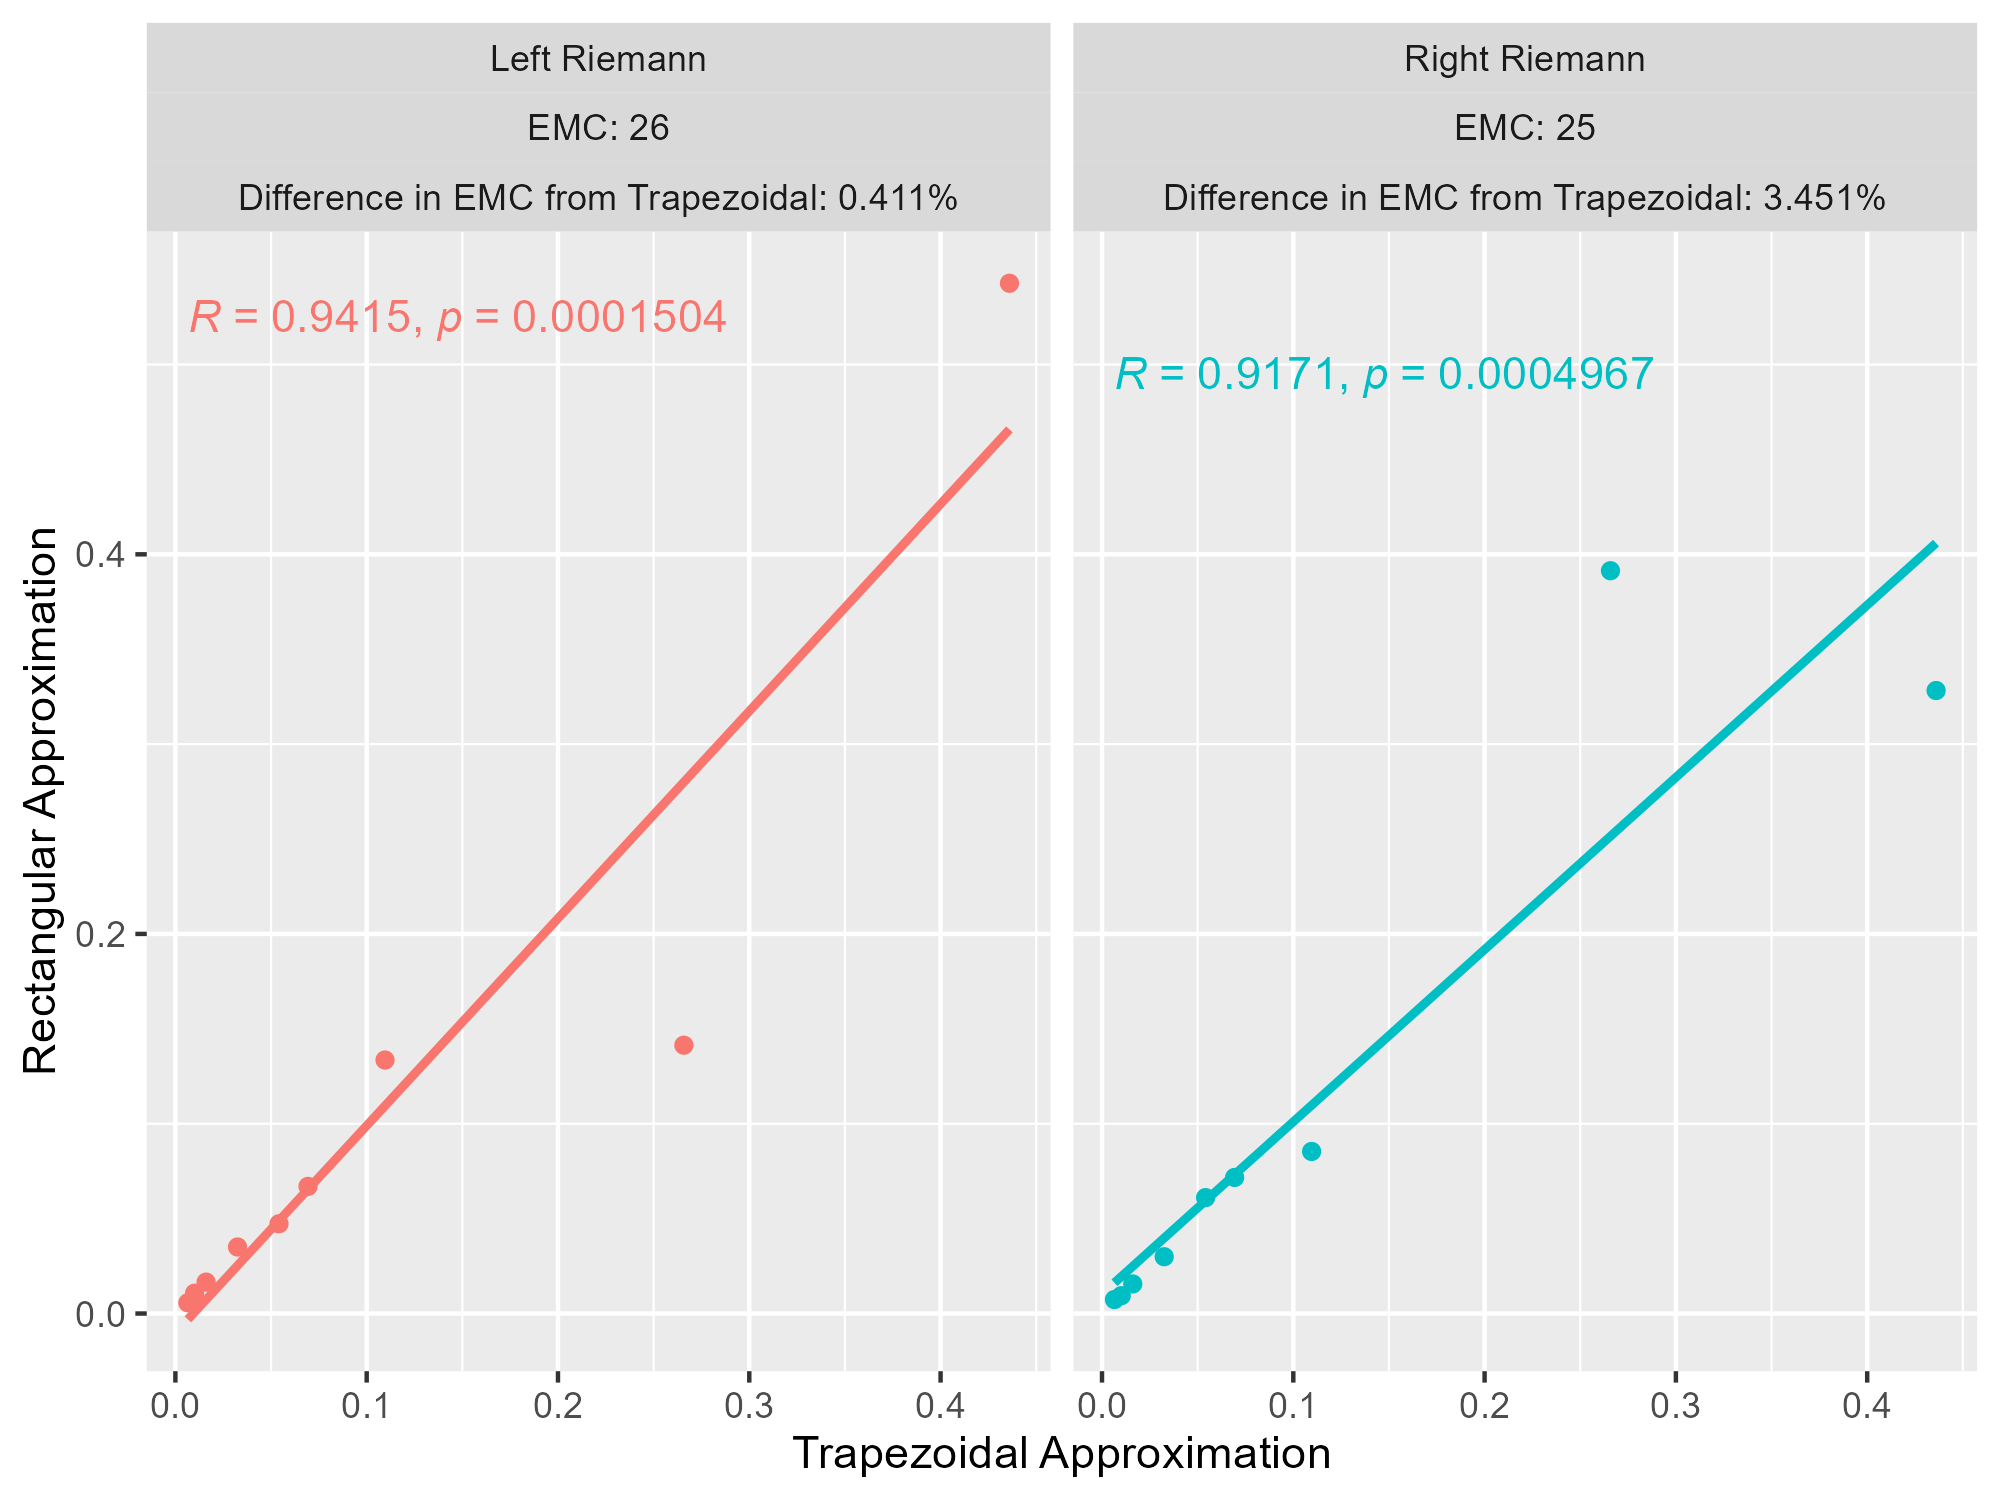 Left Riemann
EMC: 26
Difference in EMC from Trapezoidal: 0.411%
Right Riemann
EMC: 25
Difference in EMC from Trapezoidal: 3.451%
R = 0.9415, p = 0.0001504
R = 0.9171, p = 0.0004967
Rectangular Approximation
0.4
0.2
0.0
0.0 0.1 0.2 0.3 0.4
0.0 0.1 0.2 0.3 0.4
Trapezoidal Approximation